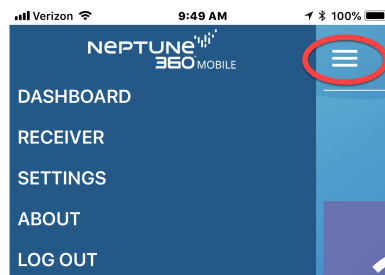 Verizon 9:49 AM 100%
NEPTUNE
360 MOBILE
DASHBOARD
RECEIVER
SETTINGS
ABOUT
LOG OUT